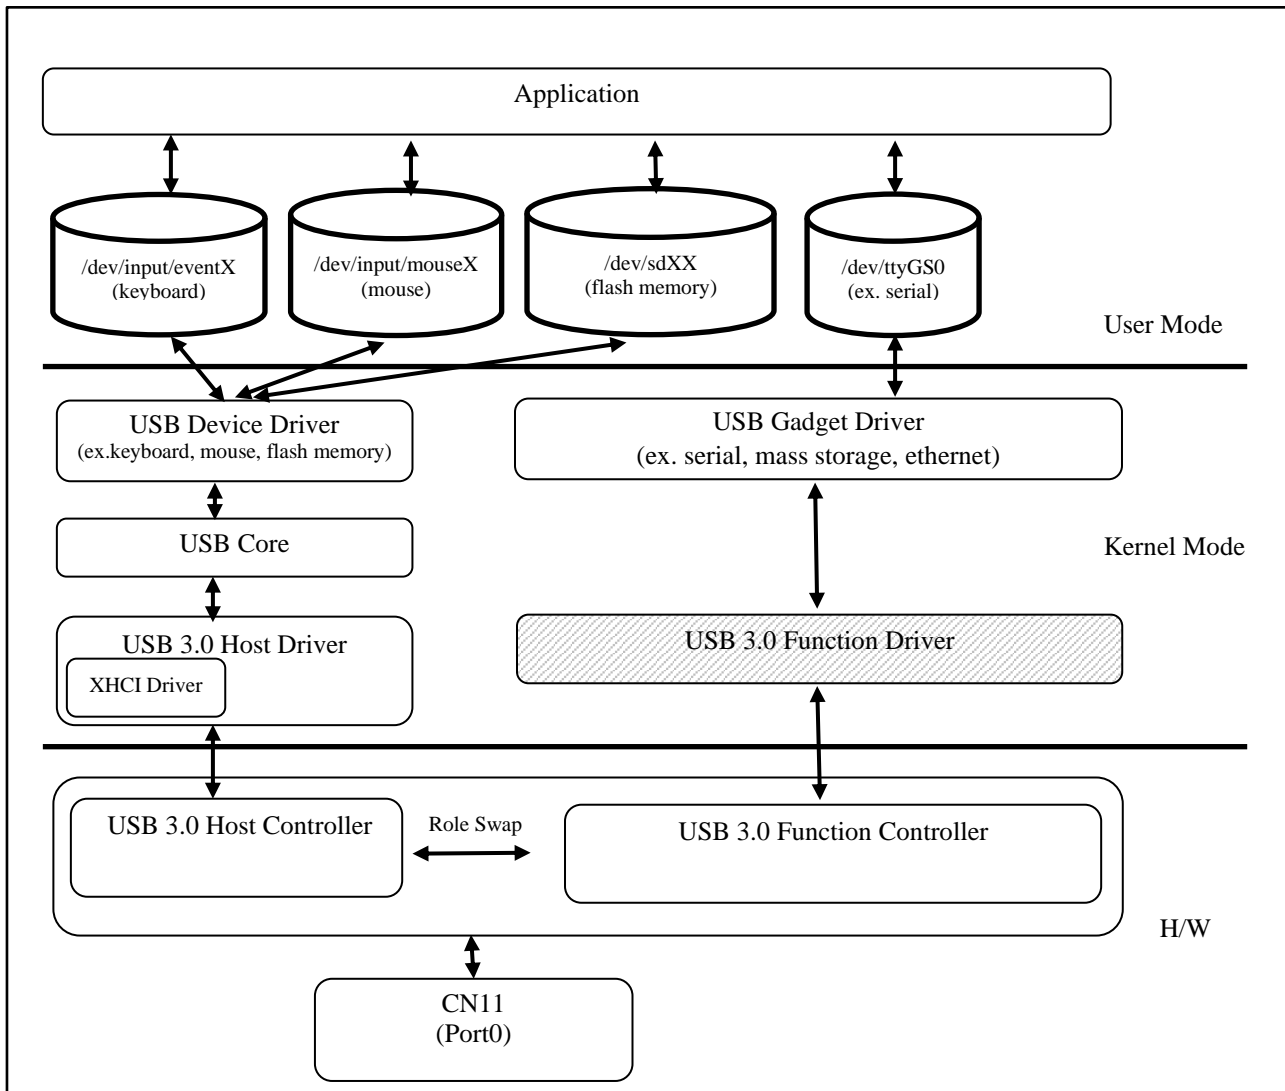 Application
/dev/input/eventX
(keyboard)
/dev/input/mouseX
(mouse)
/dev/sdXX
(flash memory)
/dev/ttyGS0
(ex. serial)
User Mode
USB Device Driver
(ex.keyboard, mouse, flash memory)
USB Gadget Driver
(ex. serial, mass storage, ethernet)
USB Core
Kernel Mode
USB 3.0 Host Driver
XHCI Driver
USB 3.0 Function Driver
USB 3.0 Host Controller
Role Swap
USB 3.0 Function Controller
H/W
CN11
(Port0)